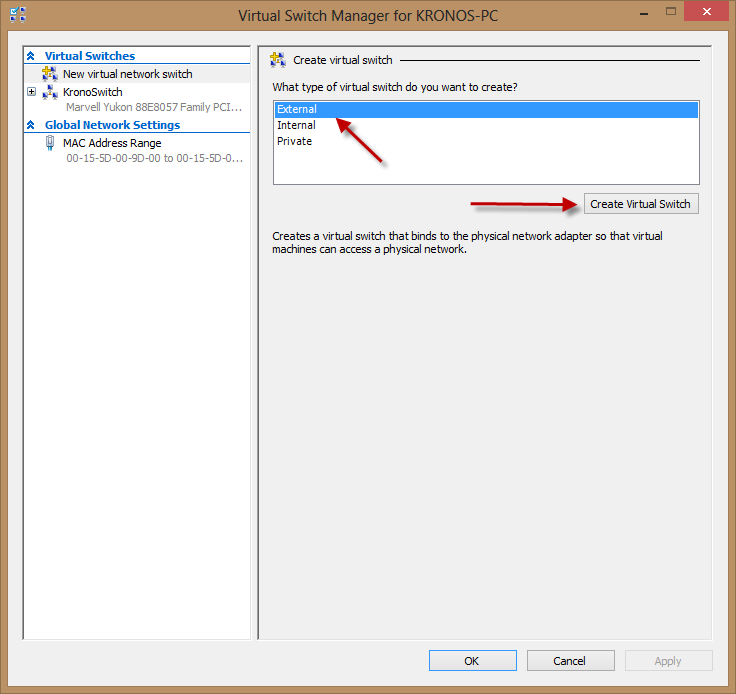 Virtual Switch Manager for KRONOS-PC
Virtual Switches
New virtual network switch
KronoSwitch
Marvell Yukon 88E8057 Family PCI...
Global Network Settings
MAC Address Range
00-15-5D-00-9D-00 to 00-15-5D-0...
Create virtual switch
What type of virtual switch do you want to create?
External
Internal
Private
Create Virtual Switch
Creates a virtual switch that binds to the physical network adapter so that virtual
machines can access a physical network.
OK
Cancel
Apply